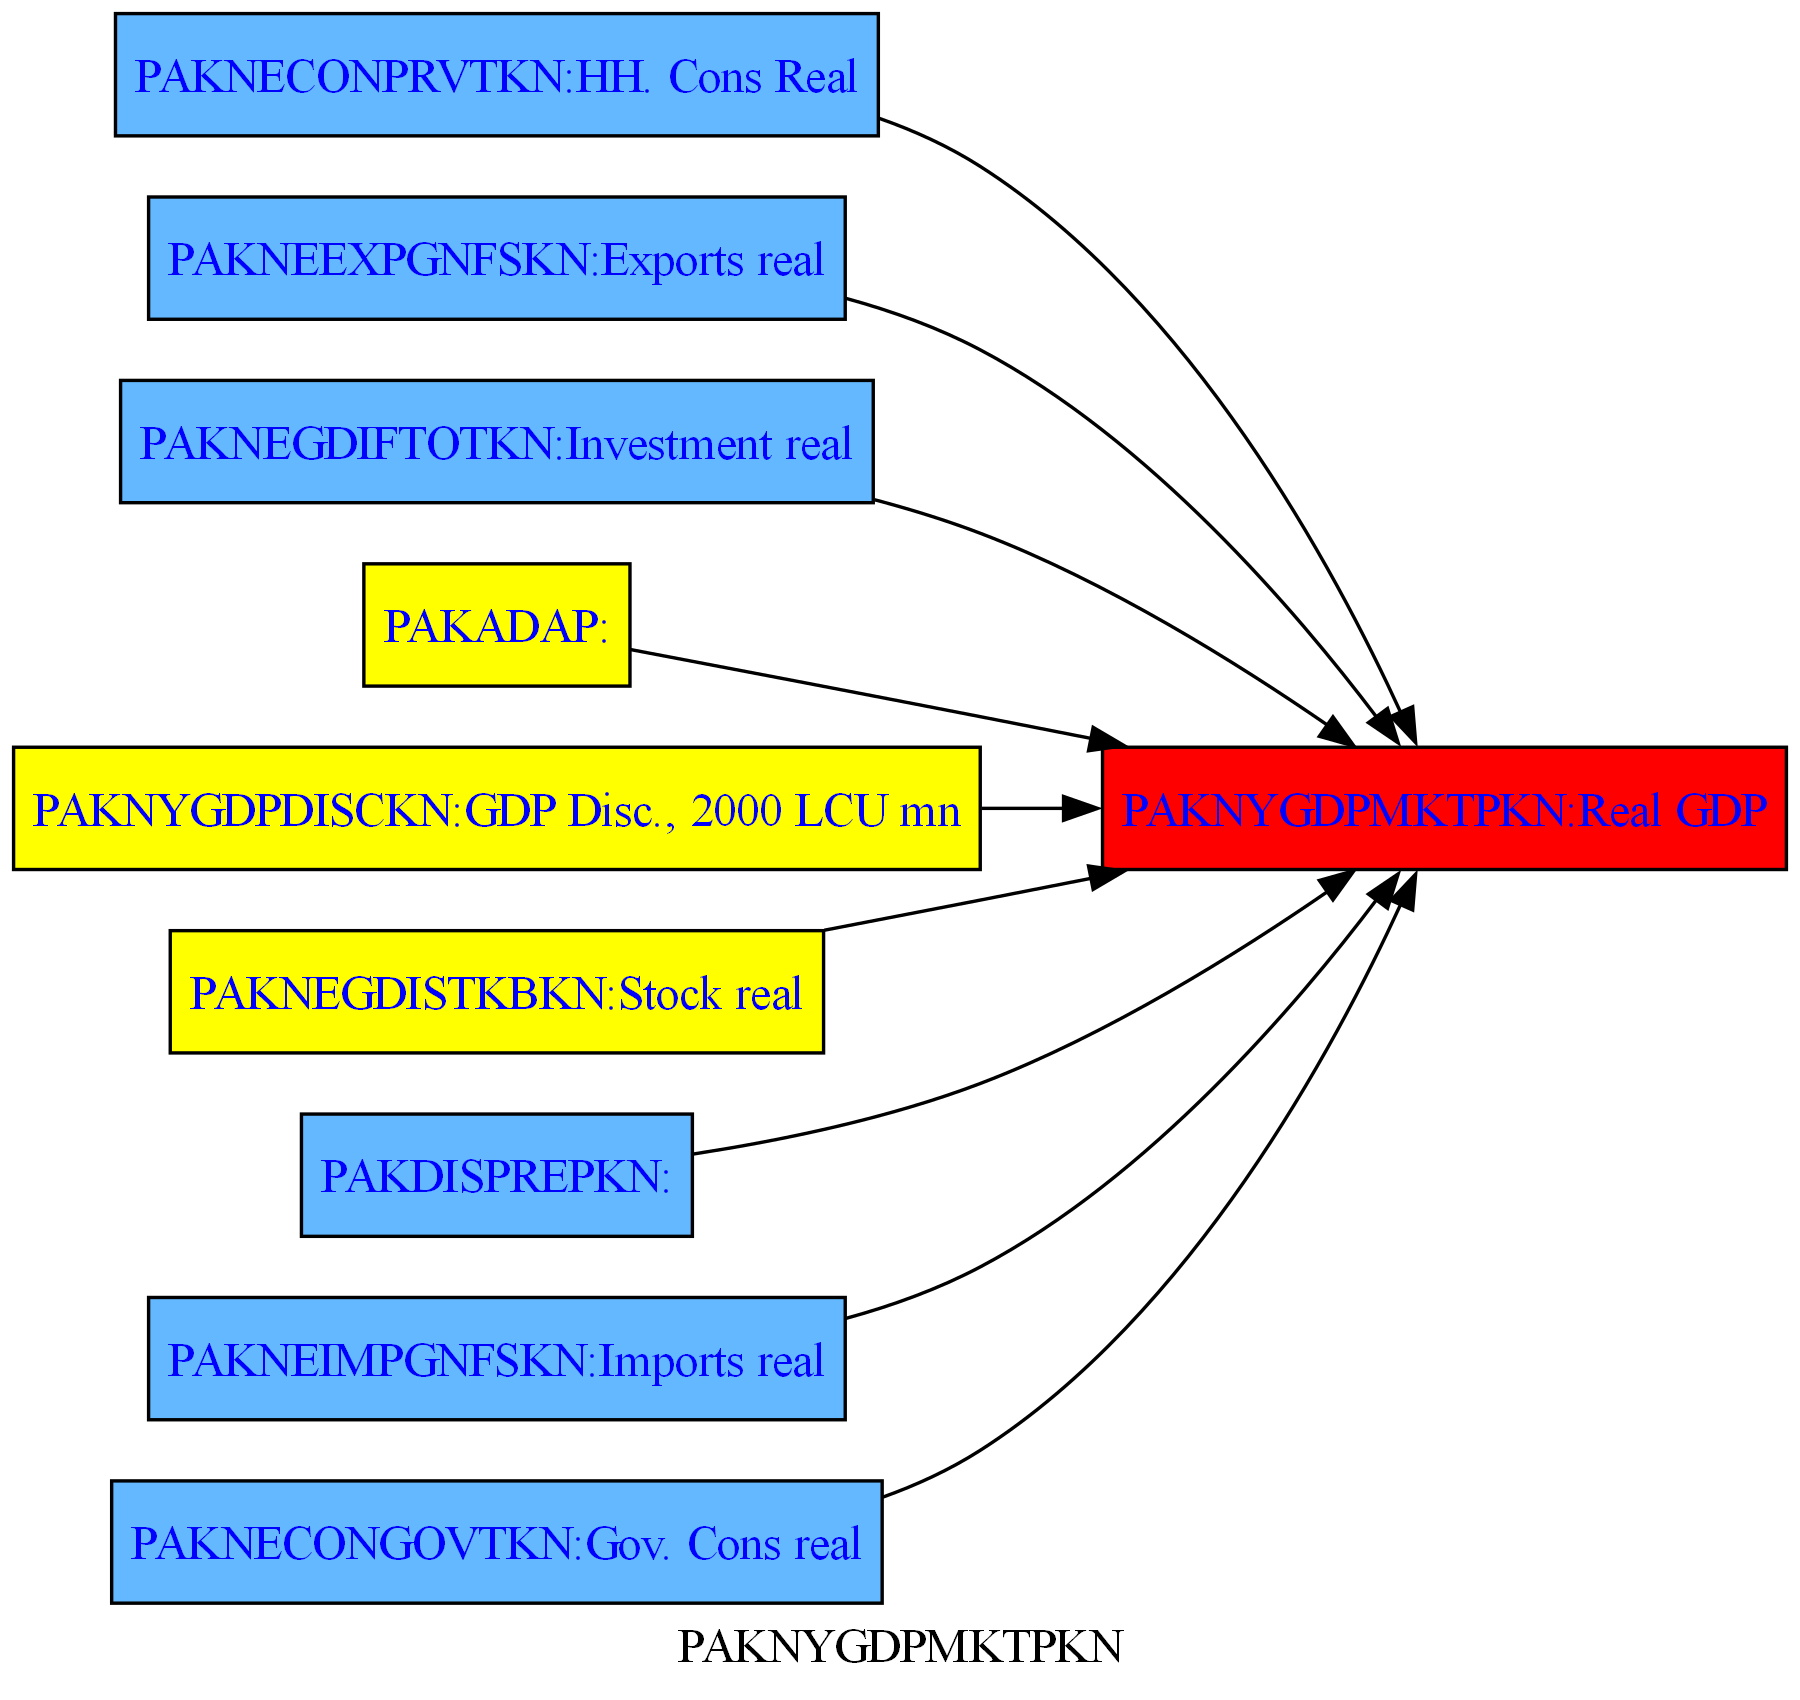 PAKNECONPRVTKN:HH. Cons Real
PAKNEEXPGNFSKN:Exports real
PAKNEGDIFTOTKN:Investment real
PAKADAP:
PAKNYGDPDISCKN:GDP Disc., 2000 LCU mn
PAKNYGDPMKTPKN:Real GDP
PAKNEGDISTKBKN:Stock real
PAKDISPREPKN:
PAKNEIMPGNFSKN:Imports real
PAKNECONGOVTKN:Gov. Cons real
PAKNYGDPMKTPKN